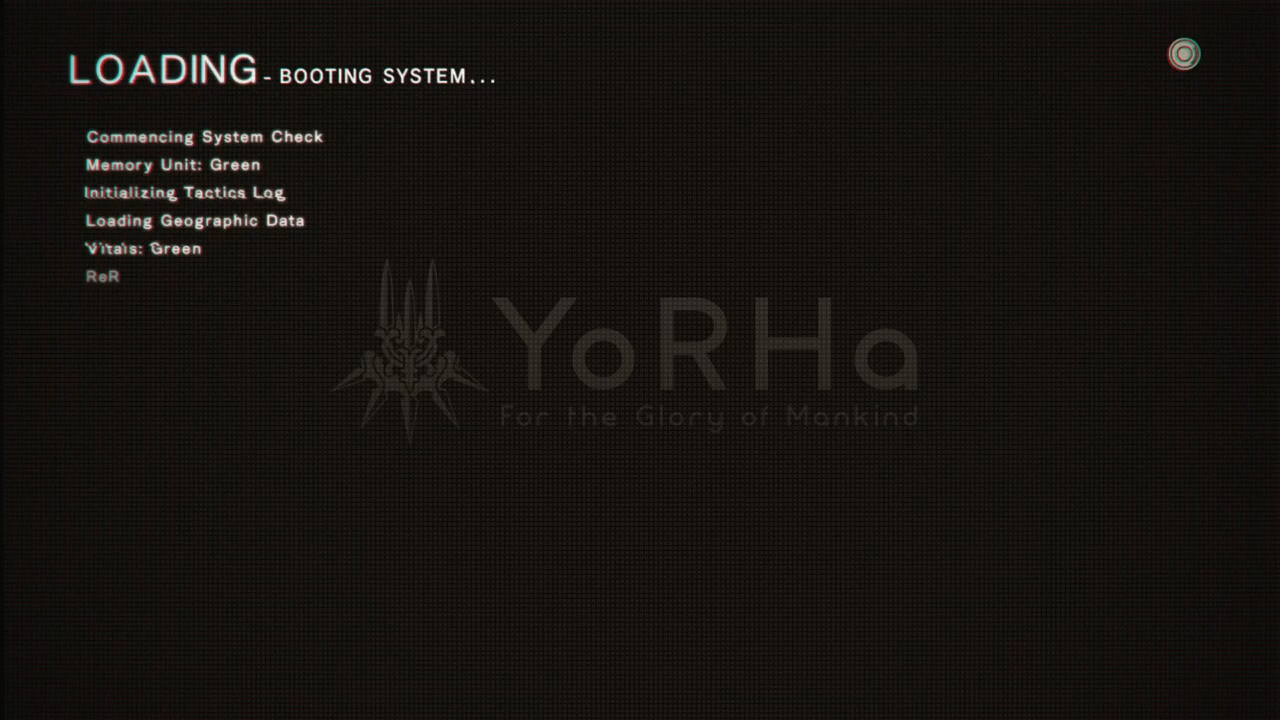 LOADING - BOOTING SYSTEM...
Commencing System Check
Memory Unit: Green
Initializing Tactics Log
Loading Geographic Data
Vitals: Green
ReR
YoRHa
For the Glory of Mankind